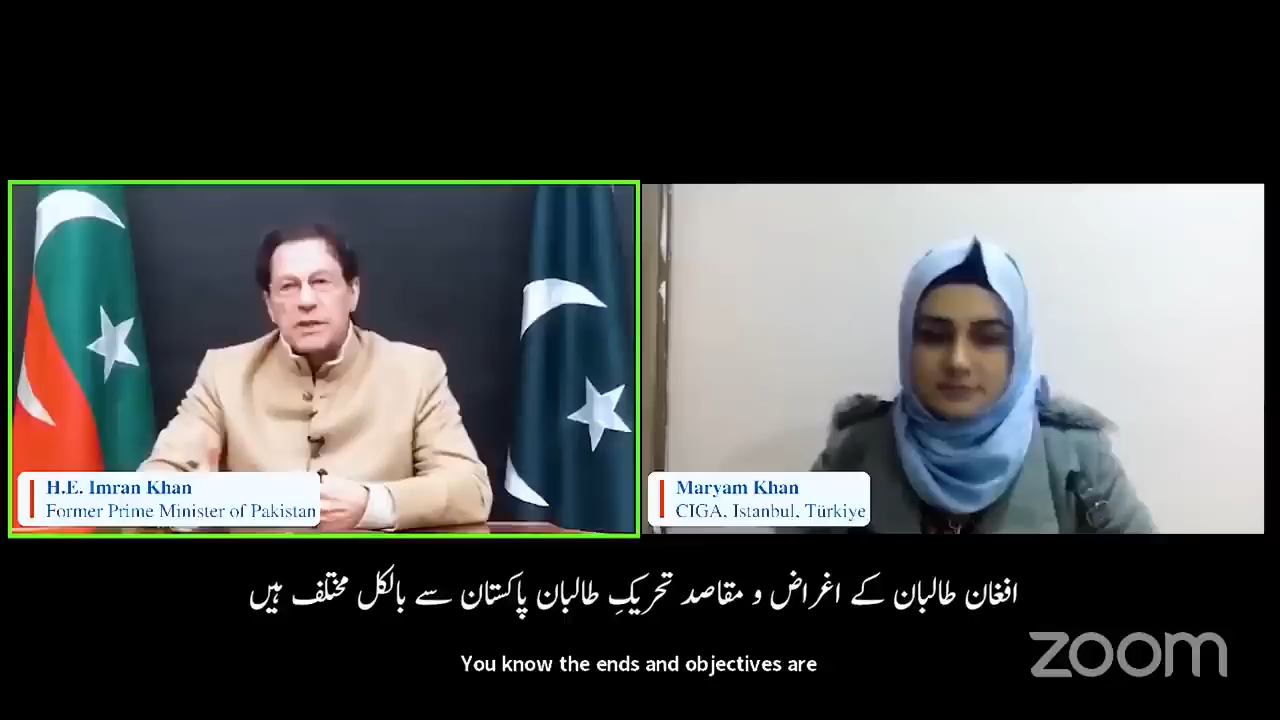 H.E. Imran Khan
Former Prime Minister of Pakistan
Maryam Khan
CIGA, Istanbul, Türkiye
افغان طالبان کے اغراض و مقاصد تحریکِ طالبان پاکستان سے بالکل مختلف ہیں
You know the ends and objectives are
zoom